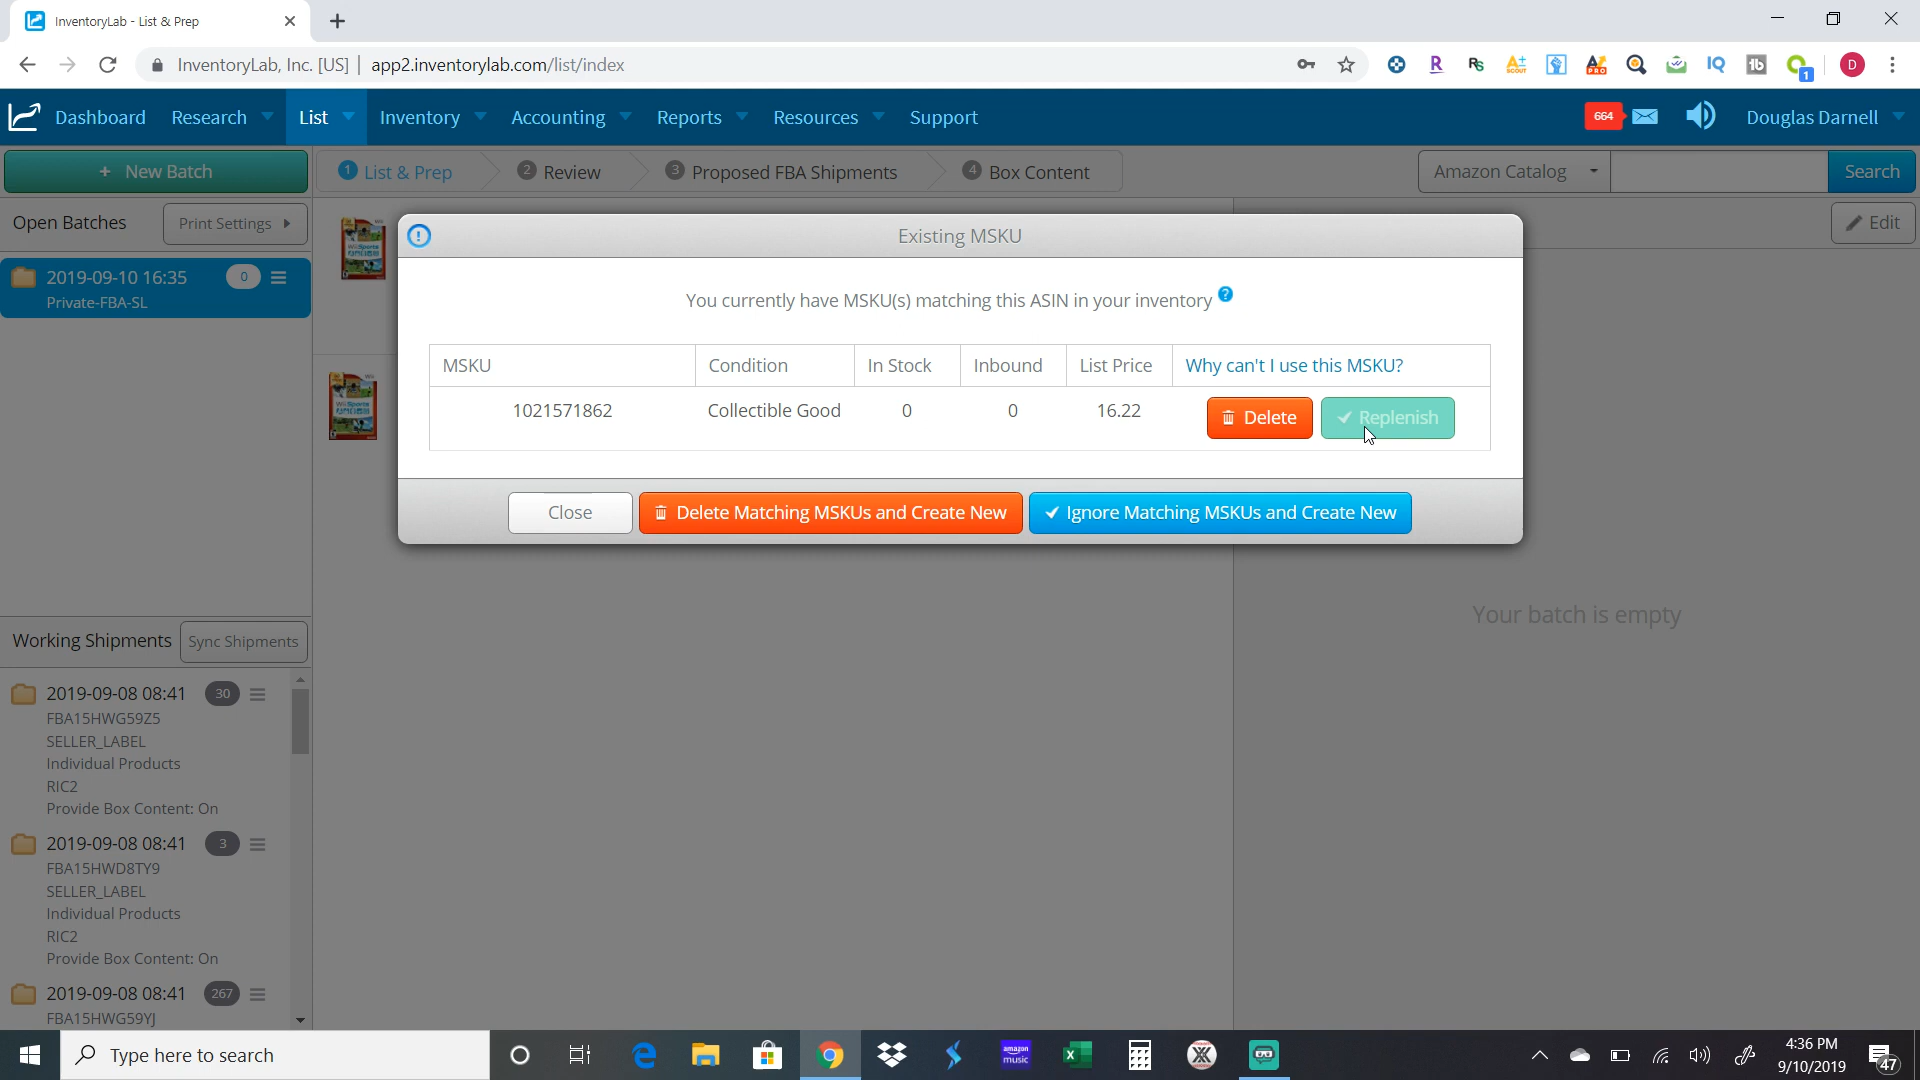 InventoryLab - List & Prep
InventoryLab, Inc. [US] | app2.inventorylab.com/list/index
Dashboard Research List Inventory Accounting Reports Resources Support 664 Douglas Darnell
+ New Batch
1 List & Prep 2 Review 3 Proposed FBA Shipments 4 Box Content
Amazon Catalog Search
Open Batches Print Settings
Edit
2019-09-10 16:35 0
Private-FBA-SL
Existing MSKU
You currently have MSKU(s) matching this ASIN in your inventory ?
MSKU Condition In Stock Inbound List Price Why can't I use this MSKU?
1021571862 Collectible Good 0 0 16.22 Delete Replenish
Close Delete Matching MSKUs and Create New Ignore Matching MSKUs and Create New
Your batch is empty
Working Shipments Sync Shipments
2019-09-08 08:41 30
FBA15HWG59Z5
SELLER_LABEL
Individual Products
RIC2
Provide Box Content: On
2019-09-08 08:41 3
FBA15HWD8TY9
SELLER_LABEL
Individual Products
RIC2
Provide Box Content: On
2019-09-08 08:41 267
FBA15HWG59YJ
Type here to search
amazon music
4:36 PM
9/10/2019
47